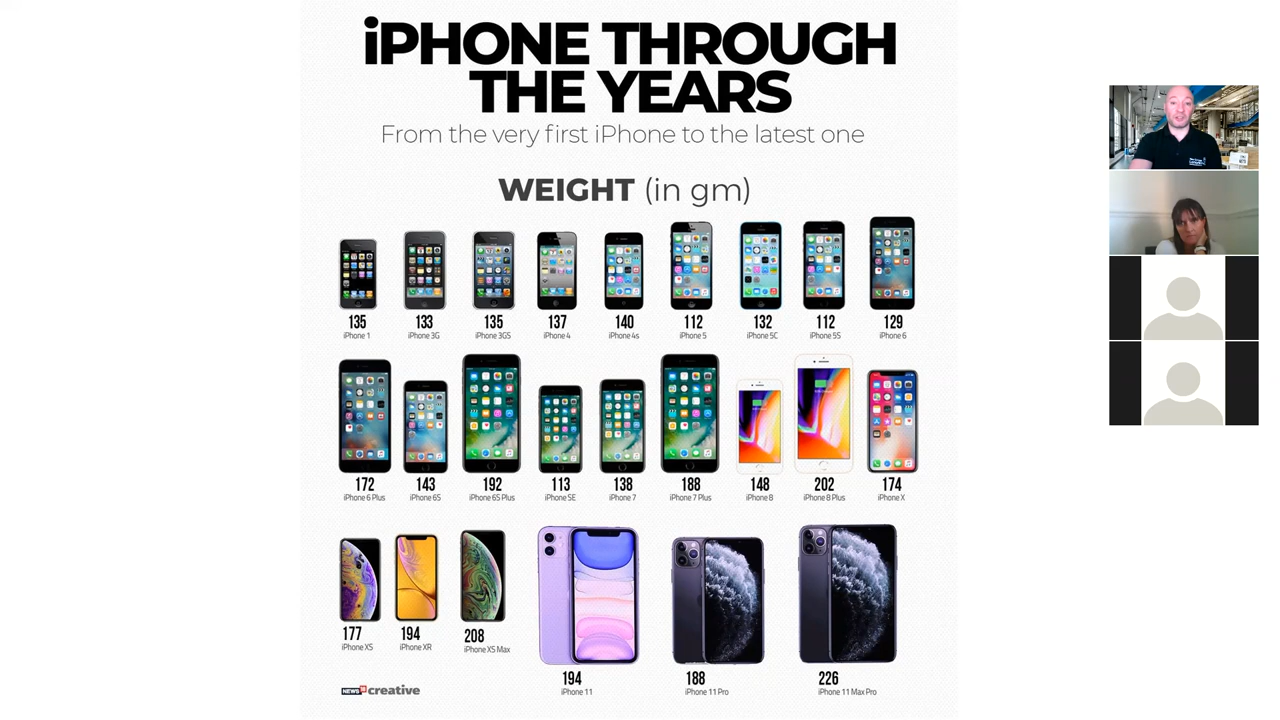 iPHONE THROUGH
THE YEARS
From the very first iPhone to the latest one
WEIGHT (in gm)
135 133 135 137 140 112 132 112 129
iPhone 1 iPhone 3G iPhone 3GS iPhone 4 iPhone 4s iPhone 5 iPhone 5C iPhone 5S iPhone 6
172 143 192 113 138 188 148 202 174
iPhone 6 Plus iPhone 6S iPhone 6S Plus iPhone SE iPhone 7 iPhone 7 Plus iPhone 8 iPhone 8 Plus iPhone X
177 194 208
iPhone XS iPhone XR iPhone XS Max
194 188 226
iPhone 11 iPhone 11 Pro iPhone 11 Max Pro
NEWS18 creative